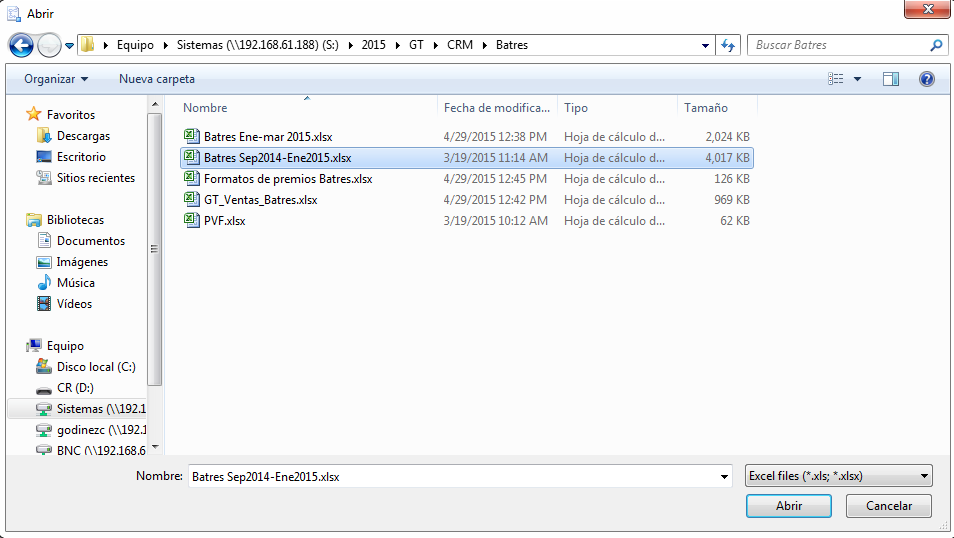 Abrir
Equipo Sistemas (\\192.168.61.188) (S:) 2015 GT CRM Batres
Buscar Batres
Organizar Nueva carpeta
Favoritos
Descargas
Escritorio
Sitios recientes
Bibliotecas
Documentos
Imágenes
Música
Vídeos
Equipo
Disco local (C:)
CR (D:)
Sistemas (\\192.1
godinezc (\\192.1
BNC (\\192.168.6
Nombre Fecha de modifica... Tipo Tamaño
Batres Ene-mar 2015.xlsx 4/29/2015 12:38 PM Hoja de cálculo d... 2,024 KB
Batres Sep2014-Ene2015.xlsx 3/19/2015 11:14 AM Hoja de cálculo d... 4,017 KB
Formatos de premios Batres.xlsx 4/29/2015 12:45 PM Hoja de cálculo d... 126 KB
GT_Ventas_Batres.xlsx 4/29/2015 12:42 PM Hoja de cálculo d... 969 KB
PVF.xlsx 3/19/2015 10:12 AM Hoja de cálculo d... 62 KB
Nombre: Batres Sep2014-Ene2015.xlsx Excel files (*.xls; *.xlsx)
Abrir Cancelar